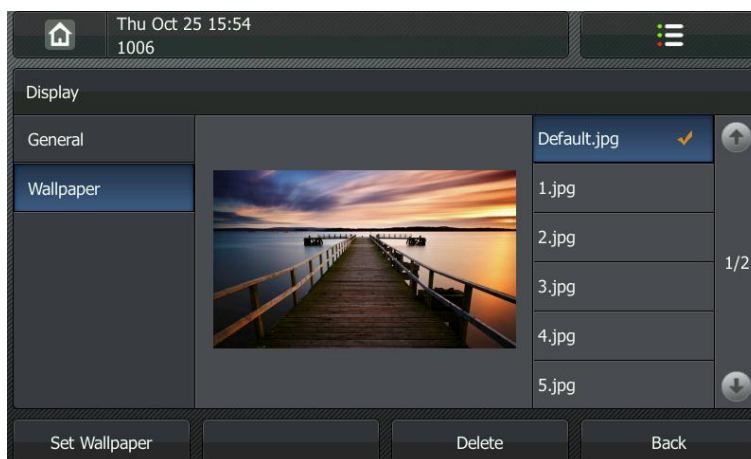 Thu Oct 25 15:54
1006
Display
General
Wallpaper
Default.jpg
1.jpg
2.jpg
3.jpg
4.jpg
5.jpg
1/2
Set Wallpaper
Delete
Back